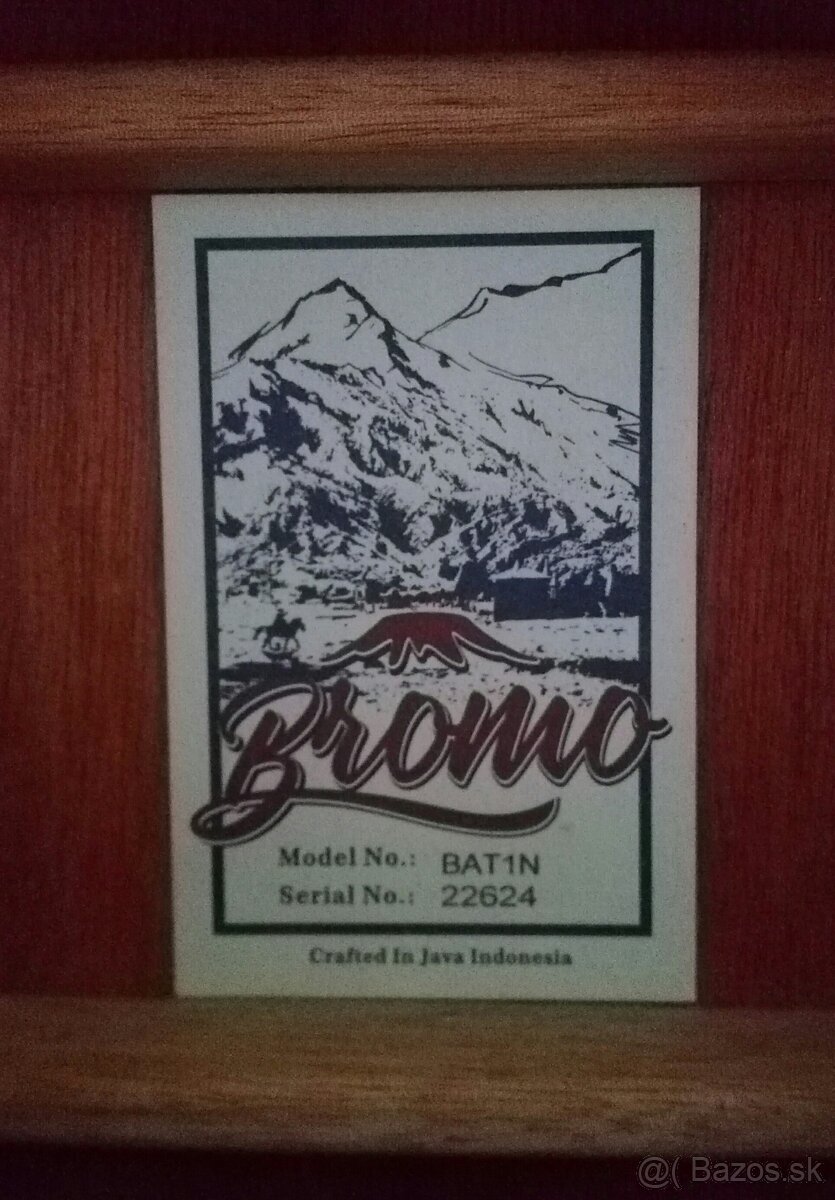 Bromo
Model No.: BAT1N
Serial No.: 22624
Crafted In Java Indonesia
@( Bazos.sk